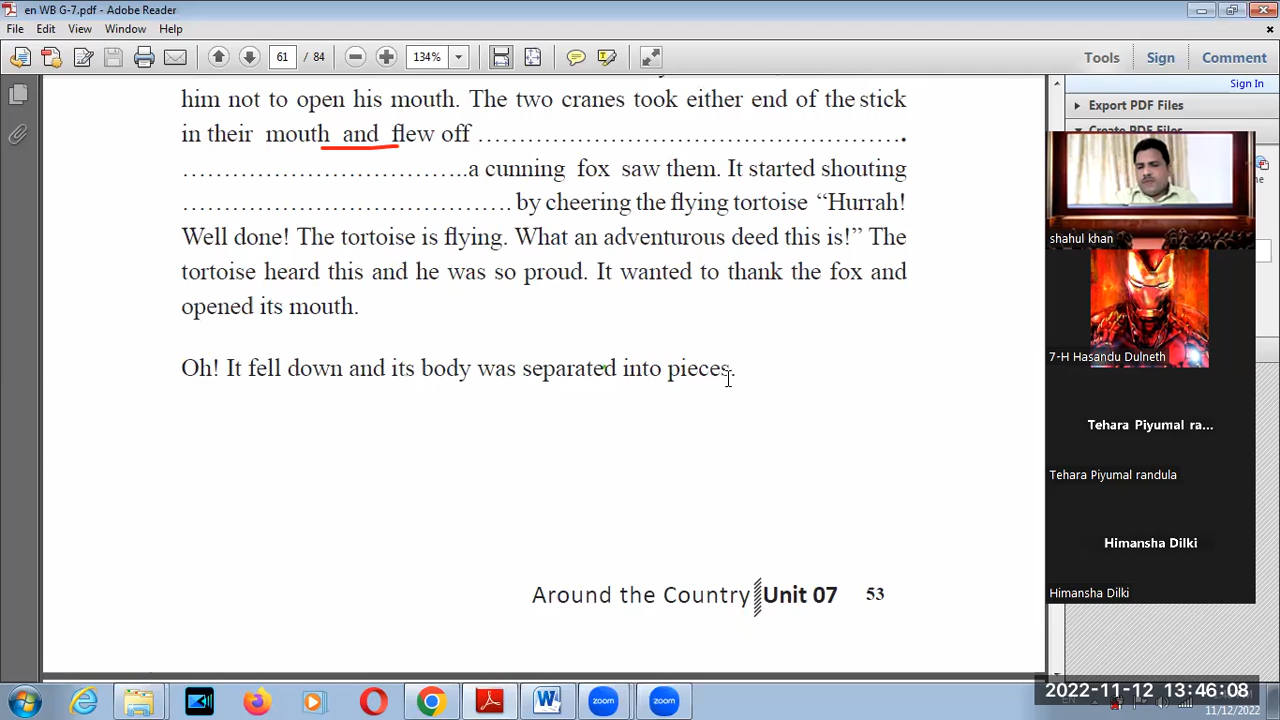 en WB G-7.pdf - Adobe Reader
File Edit View Window Help
61 / 84 134% Tools Sign Comment
Sign In
Export PDF Files
him not to open his mouth. The two cranes took either end of the stick
in their mouth and flew off ……………………………………………….
……………………………….a cunning fox saw them. It started shouting
……………………………………. by cheering the flying tortoise “Hurrah!
Well done! The tortoise is flying. What an adventurous deed this is!” The
tortoise heard this and he was so proud. It wanted to thank the fox and
opened its mouth.
Oh! It fell down and its body was separated into pieces.
Around the Country Unit 07 53
shahul khan
7-H Hasandu Dulneth
Tehara Piyumal ra...
Tehara Piyumal randula
Himansha Dilki
Himansha Dilki
zoom zoom
2022-11-12 13:46:08
11/12/2022